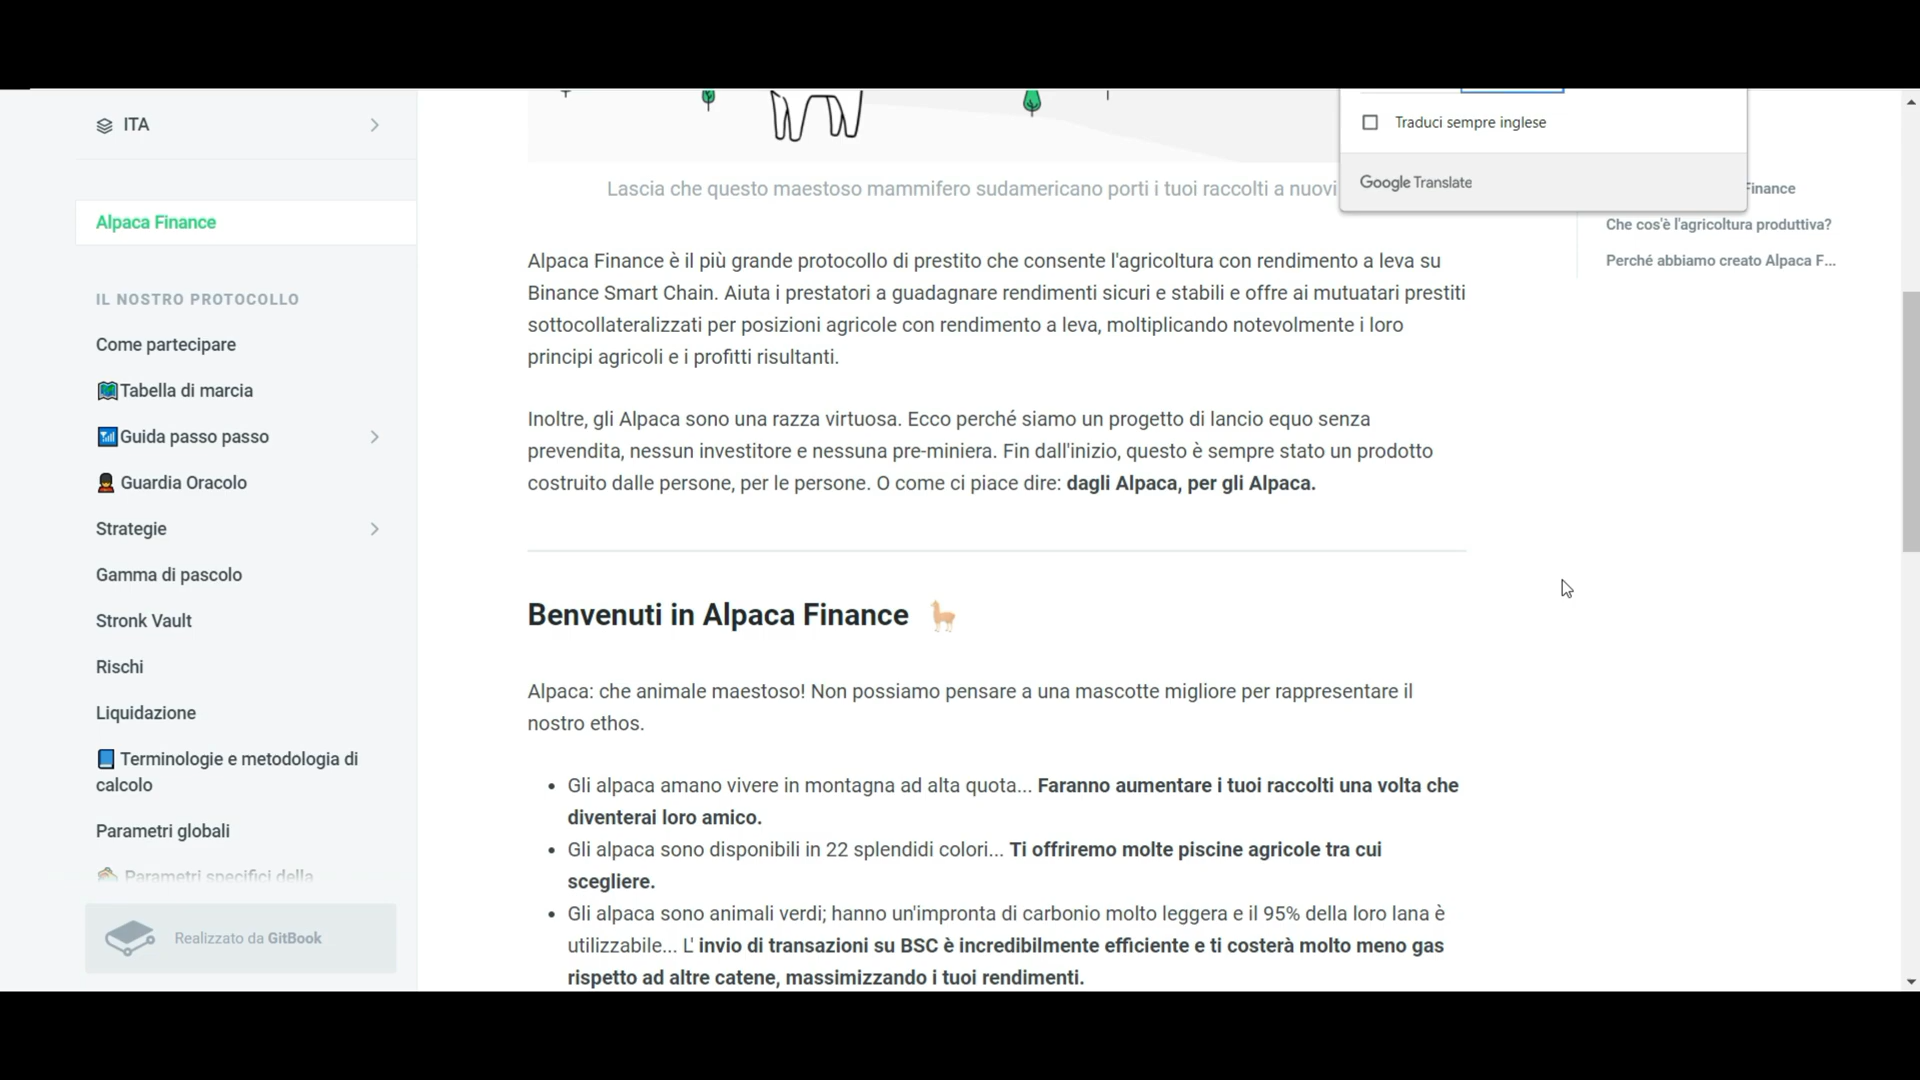 ITA
Alpaca Finance
IL NOSTRO PROTOCOLLO
Come partecipare
Tabella di marcia
Guida passo passo
Guardia Oracolo
Strategie
Gamma di pascolo
Stronk Vault
Rischi
Liquidazione
Terminologie e metodologia di
calcolo
Parametri globali
Parametri specifici della
Realizzato da GitBook
Lascia che questo maestoso mammifero sudamericano porti i tuoi raccolti a nuovi
Alpaca Finance è il più grande protocollo di prestito che consente l'agricoltura con rendimento a leva su
Binance Smart Chain. Aiuta i prestatori a guadagnare rendimenti sicuri e stabili e offre ai mutuatari prestiti
sottocollateralizzati per posizioni agricole con rendimento a leva, moltiplicando notevolmente i loro
principi agricoli e i profitti risultanti.
Inoltre, gli Alpaca sono una razza virtuosa. Ecco perché siamo un progetto di lancio equo senza
prevendita, nessun investitore e nessuna pre-miniera. Fin dall'inizio, questo è sempre stato un prodotto
costruito dalle persone, per le persone. O come ci piace dire: dagli Alpaca, per gli Alpaca.
Benvenuti in Alpaca Finance
Alpaca: che animale maestoso! Non possiamo pensare a una mascotte migliore per rappresentare il
nostro ethos.
• Gli alpaca amano vivere in montagna ad alta quota... Faranno aumentare i tuoi raccolti una volta che
diventerai loro amico.
• Gli alpaca sono disponibili in 22 splendidi colori... Ti offriremo molte piscine agricole tra cui
scegliere.
• Gli alpaca sono animali verdi; hanno un'impronta di carbonio molto leggera e il 95% della loro lana è
utilizzabile... L' invio di transazioni su BSC è incredibilmente efficiente e ti costerà molto meno gas
rispetto ad altre catene, massimizzando i tuoi rendimenti.
Traduci sempre inglese
Google Translate
Finance
Che cos'è l'agricoltura produttiva?
Perché abbiamo creato Alpaca F...